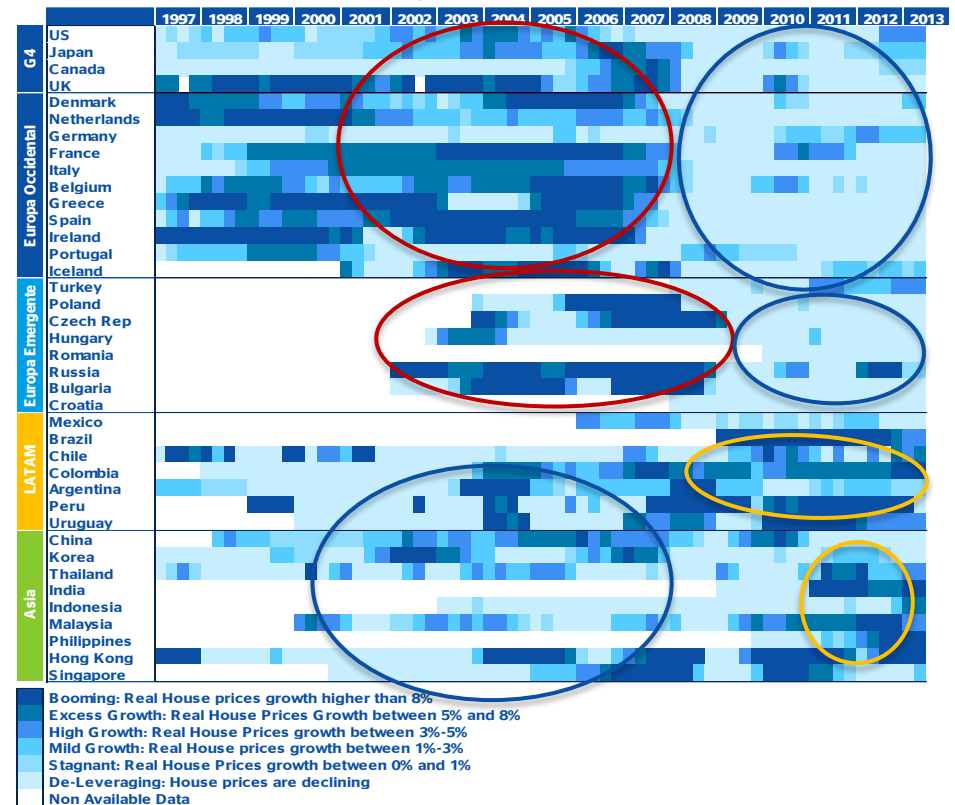 1997 1998 1999 2000 2001 2002 2003 2004 2005 2006 2007 2008 2009 2010 2011 2012 2013
G4
US
Japan
Canada
UK
Europa Occidental
Denmark
Netherlands
Germany
France
Italy
Belgium
Greece
Spain
Ireland
Portugal
Iceland
Europa Emergente
Turkey
Poland
Czech Rep
Hungary
Romania
Russia
Bulgaria
Croatia
LATAM
Mexico
Brazil
Chile
Colombia
Argentina
Peru
Uruguay
Asia
China
Korea
Thailand
India
Indonesia
Malaysia
Philippines
Hong Kong
Singapore
Booming: Real House prices growth higher than 8%
Excess Growth: Real House Prices Growth between 5% and 8%
High Growth: Real House Prices growth between 3%-5%
Mild Growth: Real House prices growth between 1%-3%
Stagnant: Real House Prices growth between 0% and 1%
De-Leveraging: House prices are declining
Non Available Data